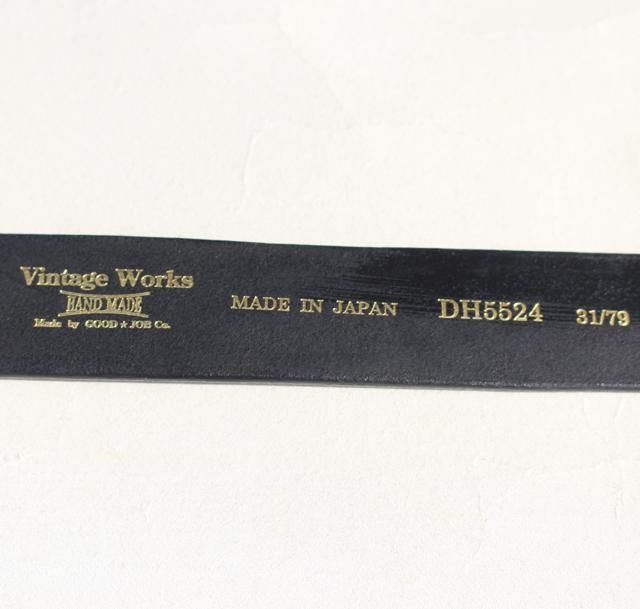 Vintage Works
HAND MADE
Made by GOOD★JOB Co.
MADE IN JAPAN
DH5524
31/79